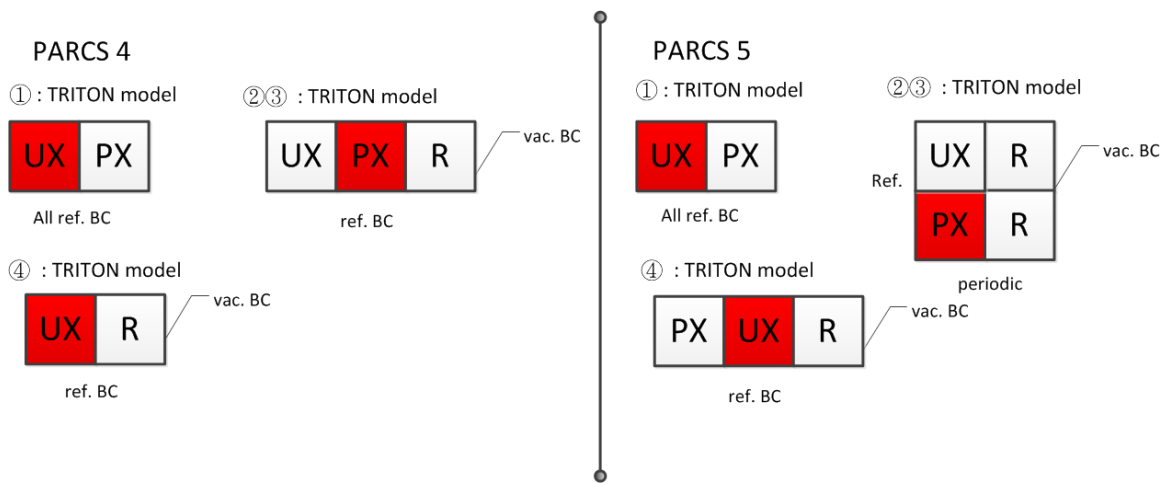 PARCS 4
① : TRITON model
UX PX
All ref. BC
②③ : TRITON model
UX PX R
vac. BC
ref. BC
④ : TRITON model
UX R
vac. BC
ref. BC
PARCS 5
① : TRITON model
UX PX
All ref. BC
②③ : TRITON model
UX R
vac. BC
Ref.
PX R
periodic
④ : TRITON model
PX UX R
vac. BC
ref. BC